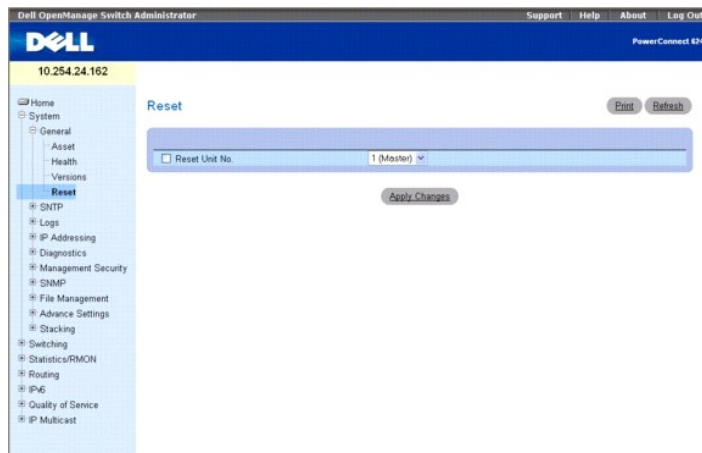 Dell OpenManage Switch Administrator Support Help About Log Out
DELL
PowerConnect 624
10.254.24.162
Home
System
General
Asset
Health
Versions
Reset
SNTP
Logs
IP Addressing
Diagnostics
Management Security
SNMP
File Management
Advance Settings
Stacking
Switching
Statistics/RMON
Routing
IPv6
Quality of Service
IP Multicast
Reset
Print Refresh
Reset Unit No. 1 (Master)
Apply Changes